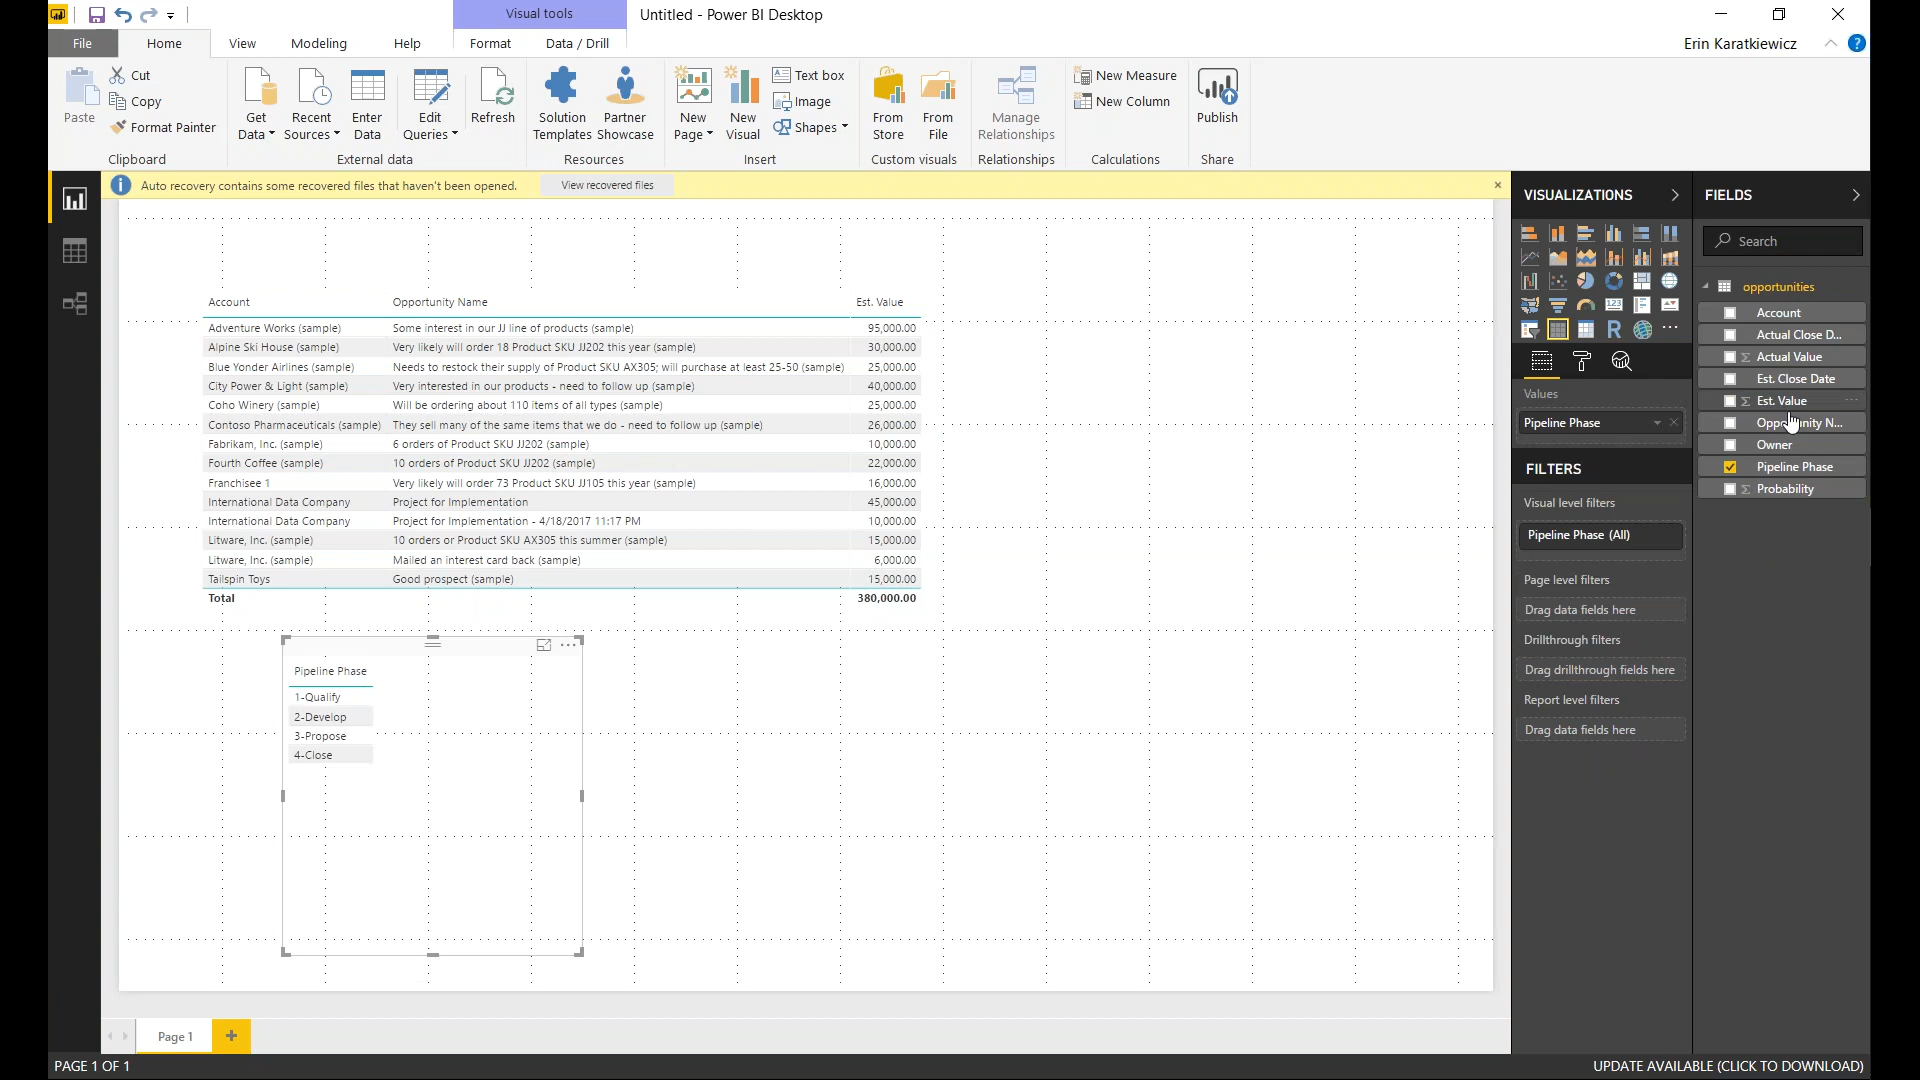 Visual tools
Untitled - Power BI Desktop
File
Home
View
Modeling
Help
Format
Data / Drill
Erin Karatkiewicz
?
Paste
Cut
Copy
Format Painter
Clipboard
Get Data
Recent Sources
Enter Data
Edit Queries
Refresh
External data
Solution Templates
Partner Showcase
Resources
New Page
New Visual
Text box
Image
Shapes
Insert
From Store
From File
Custom visuals
Manage Relationships
Relationships
New Measure
New Column
Calculations
Publish
Share
Auto recovery contains some recovered files that haven't been opened.
View recovered files
Account Opportunity Name Est. Value
Adventure Works (sample) Some interest in our JJ line of products (sample) 95,000.00
Alpine Ski House (sample) Very likely will order 18 Product SKU JJ202 this year (sample) 30,000.00
Blue Yonder Airlines (sample) Needs to restock their supply of Product SKU AX305; will purchase at least 25-50 (sample) 25,000.00
City Power & Light (sample) Very interested in our products - need to follow up (sample) 40,000.00
Coho Winery (sample) Will be ordering about 110 items of all types (sample) 25,000.00
Contoso Pharmaceuticals (sample) They sell many of the same items that we do - need to follow up (sample) 26,000.00
Fabrikam, Inc. (sample) 6 orders of Product SKU JJ202 (sample) 10,000.00
Fourth Coffee (sample) 10 orders of Product SKU JJ202 (sample) 22,000.00
Franchisee 1 Very likely will order 73 Product SKU JJ105 this year (sample) 16,000.00
International Data Company Project for Implementation 45,000.00
International Data Company Project for Implementation - 4/18/2017 11:17 PM 10,000.00
Litware, Inc. (sample) 10 orders or Product SKU AX305 this summer (sample) 15,000.00
Litware, Inc. (sample) Mailed an interest card back (sample) 6,000.00
Tailspin Toys Good prospect (sample) 15,000.00
Total 380,000.00
Pipeline Phase
1-Qualify
2-Develop
3-Propose
4-Close
VISUALIZATIONS
123
R
Values
Pipeline Phase
FILTERS
Visual level filters
Pipeline Phase (All)
Page level filters
Drag data fields here
Drillthrough filters
Drag drillthrough fields here
Report level filters
Drag data fields here
FIELDS
Search
opportunities
Account
Actual Close D...
Σ Actual Value
Est. Close Date
Σ Est. Value
Opportunity N...
Owner
Pipeline Phase
Σ Probability
Page 1
PAGE 1 OF 1
UPDATE AVAILABLE (CLICK TO DOWNLOAD)